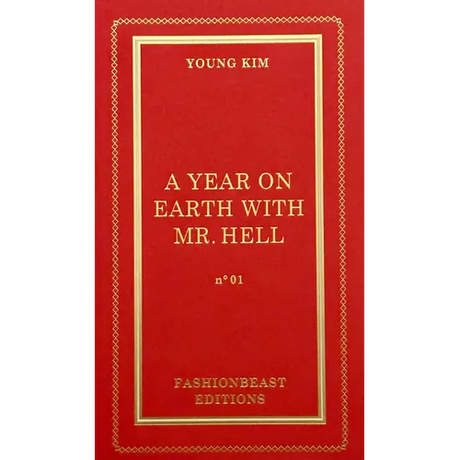 YOUNG KIM
A YEAR ON
EARTH WITH
MR. HELL
n° 01
FASHIONBEAST
EDITIONS